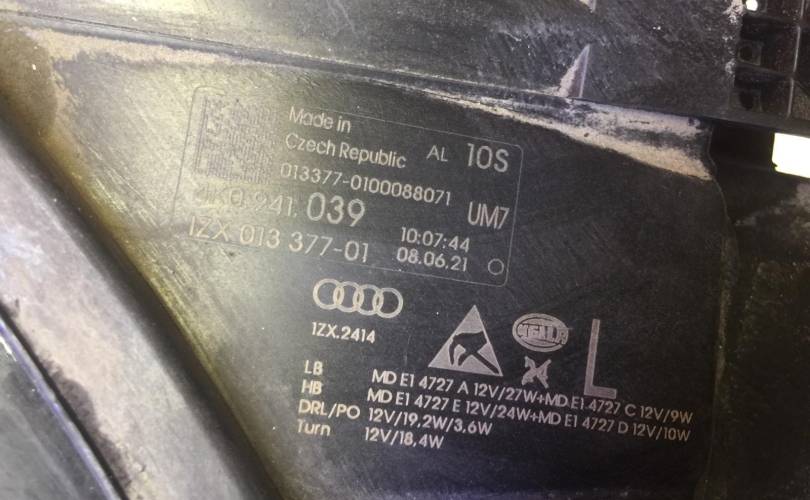 Made in
Czech Republic
AL 10S
013377-0100088071
941 039
UM7
1ZX 013 377-01
10:07:44
08.06.21
1ZX.2414
HELLA
L
LB MD E1 4727 A 12V/27W+MD E1 4727 C 12V/9W
HB MD E1 4727 E 12V/24W+MD E1 4727 D 12V/10W
DRL/PO 12V/19,2W/3,6W
Turn 12V/18,4W